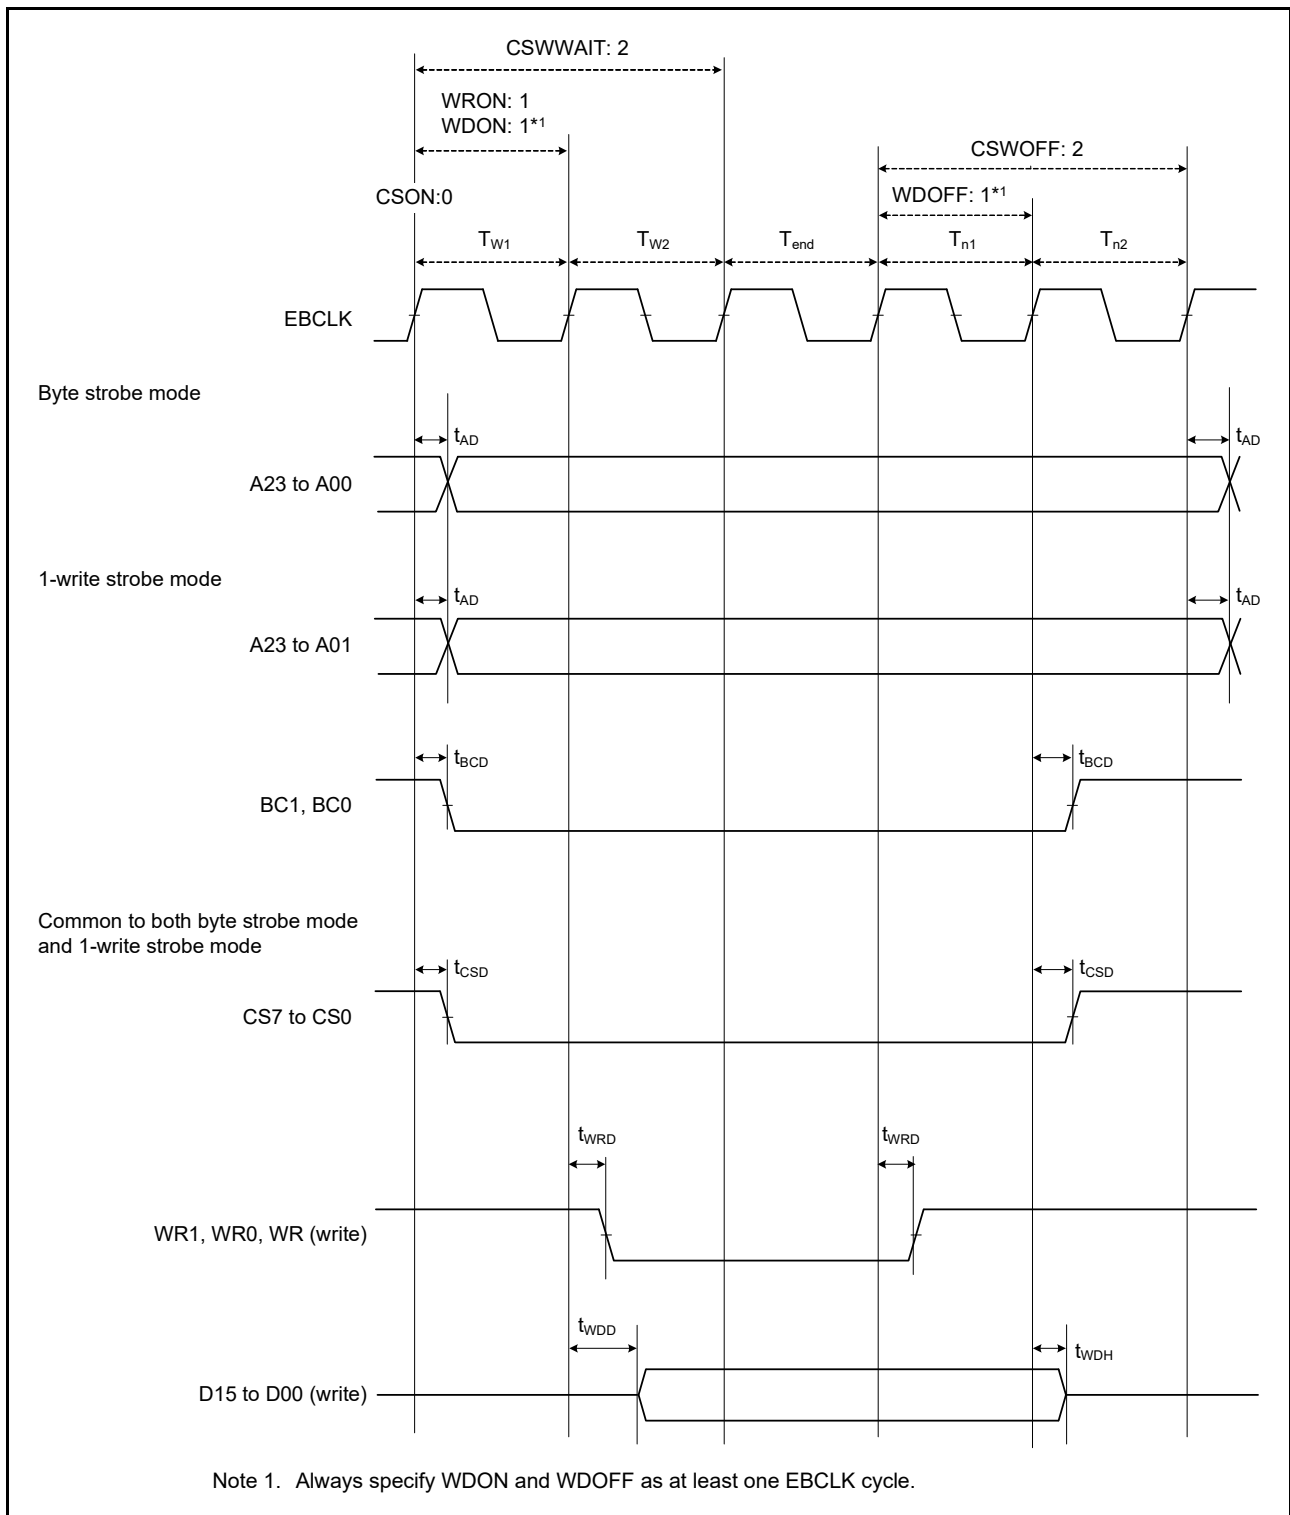 CSWWAIT: 2
WRON: 1
WDON: 1*1
CSWOFF: 2
WDOFF: 1*1
CSON:0
TW1
TW2
Tend
Tn1
Tn2
EBCLK
Byte strobe mode
tAD
tAD
A23 to A00
1-write strobe mode
tAD
tAD
A23 to A01
tBCD
tBCD
BC1, BC0
Common to both byte strobe mode
and 1-write strobe mode
tCSD
tCSD
CS7 to CS0
tWRD
tWRD
WR1, WR0, WR (write)
tWDD
tWDH
D15 to D00 (write)
Note 1. Always specify WDON and WDOFF as at least one EBCLK cycle.